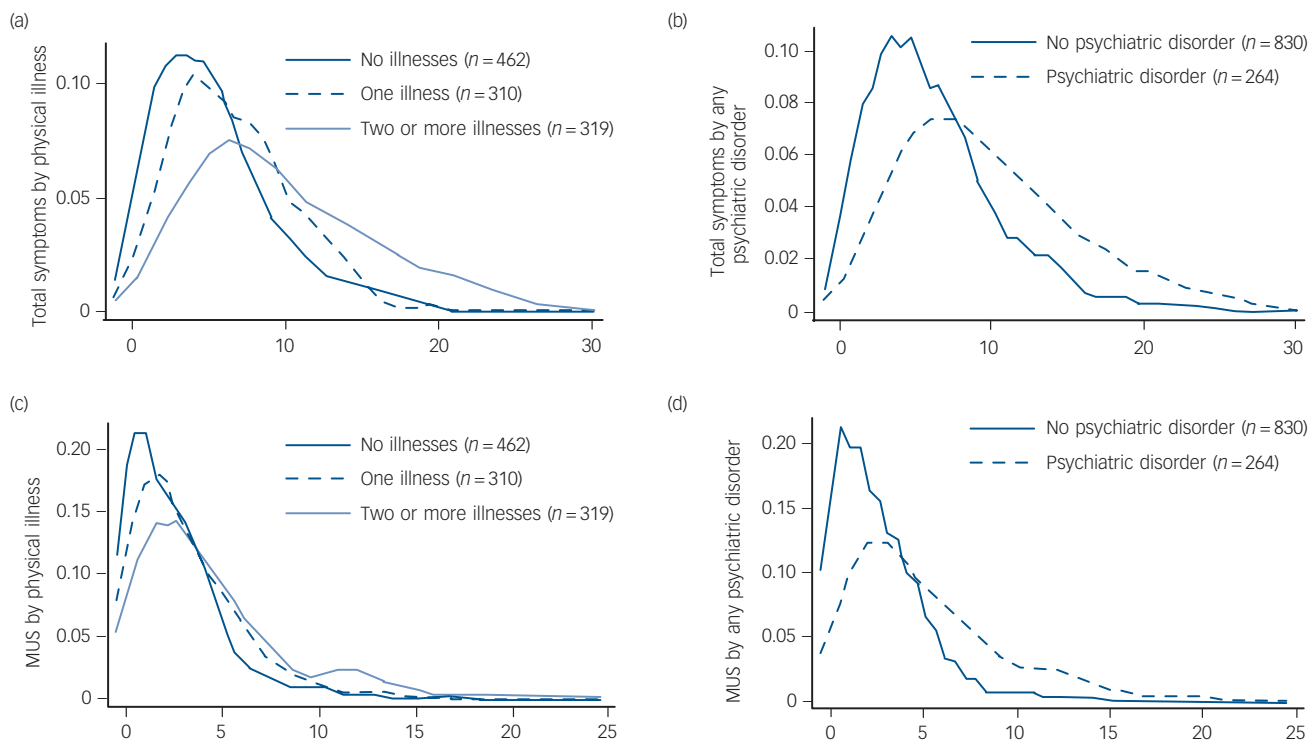 (a)
Total symptoms by physical illness
0.10
0.05
0
No illnesses (n = 462)
One illness (n = 310)
Two or more illnesses (n = 319)
0 10 20 30
(b)
Total symptoms by any
psychiatric disorder
0.10
0.08
0.06
0.04
0.02
0
No psychiatric disorder (n = 830)
Psychiatric disorder (n = 264)
0 10 20 30
(c)
MUS by physical illness
0.20
0.15
0.10
0.05
0
No illnesses (n = 462)
One illness (n = 310)
Two or more illnesses (n = 319)
0 5 10 15 20 25
(d)
MUS by any psychiatric disorder
0.20
0.15
0.10
0.05
0
No psychiatric disorder (n = 830)
Psychiatric disorder (n = 264)
0 5 10 15 20 25